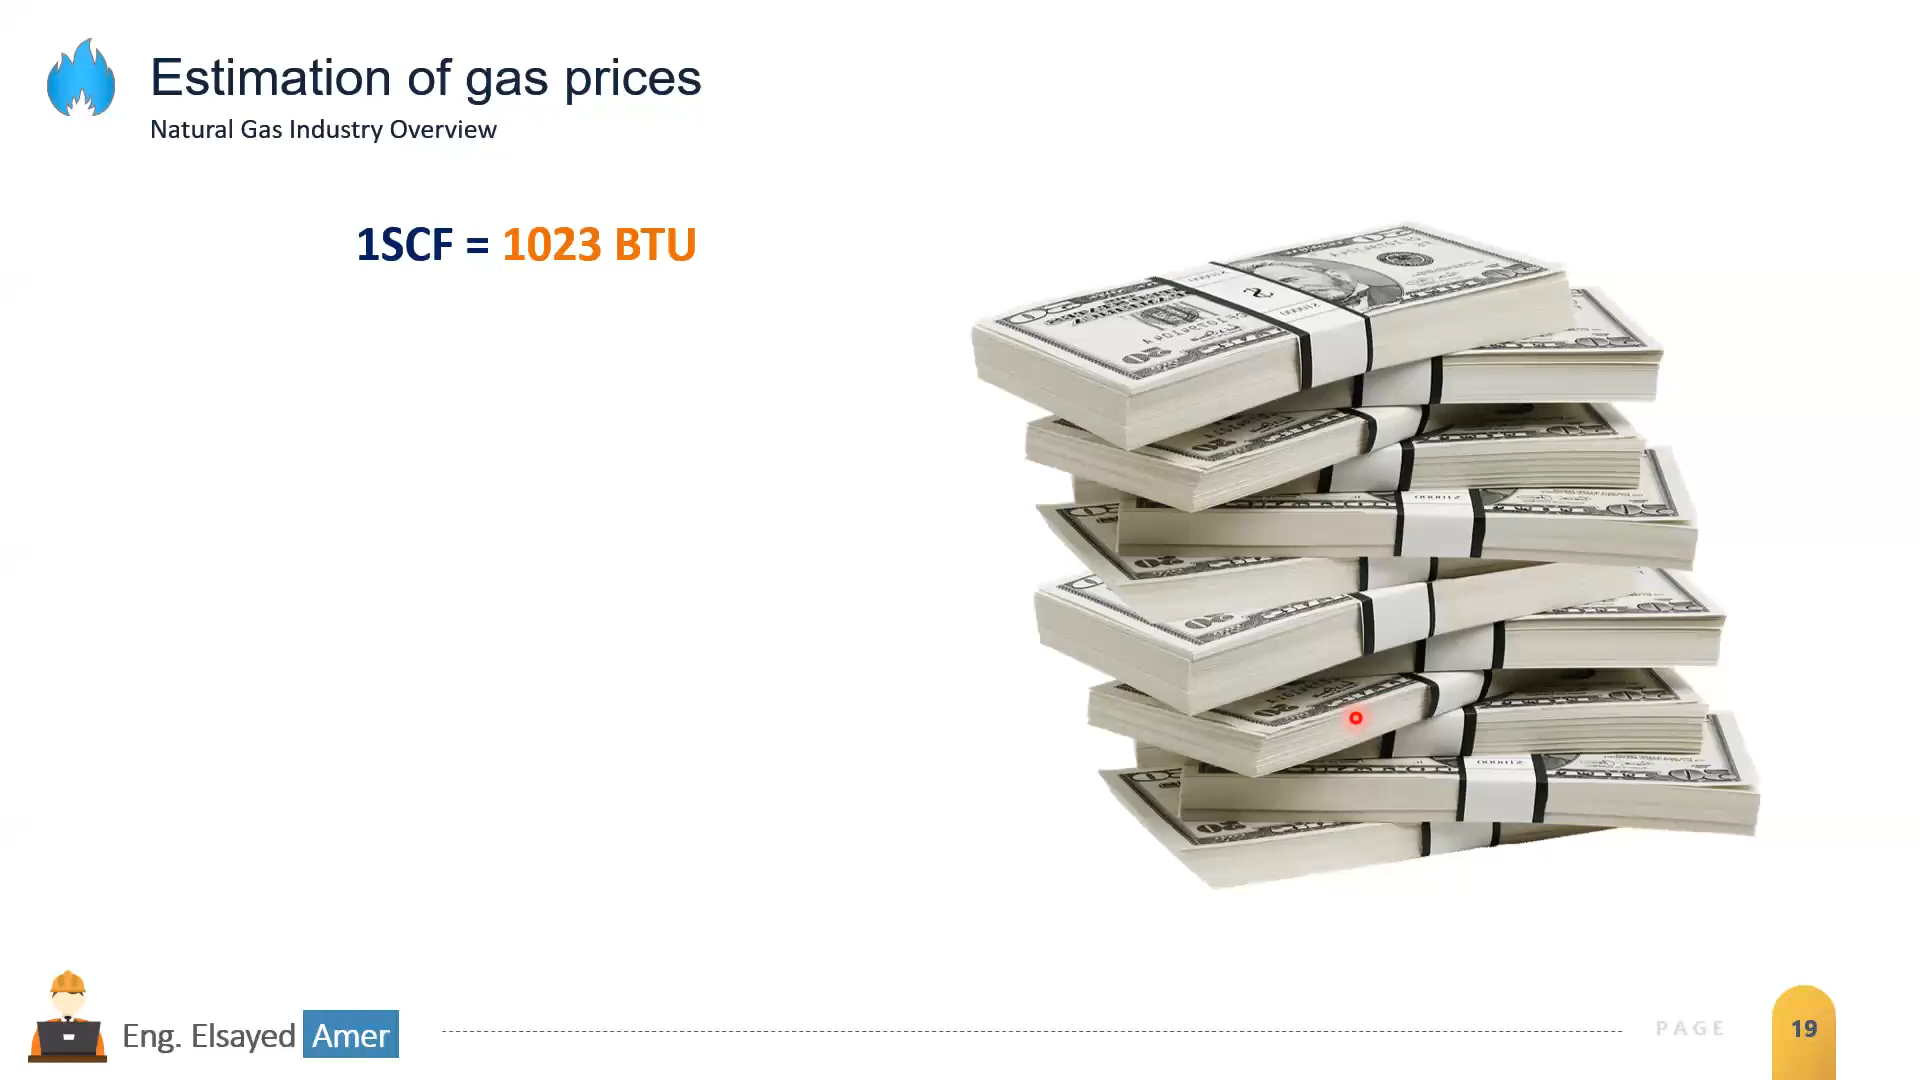 Estimation of gas prices
Natural Gas Industry Overview
1SCF = 1023 BTU
Eng. Elsayed Amer
PAGE
19